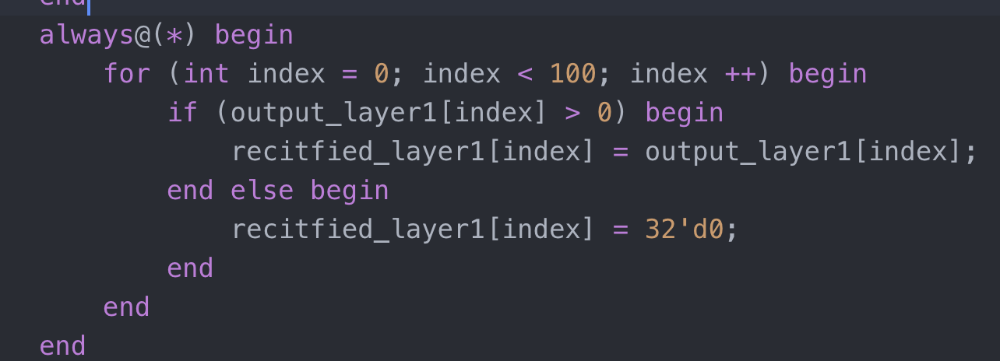 end
always@(*) begin
for (int index = 0; index < 100; index ++) begin
if (output_layer1[index] > 0) begin
recitfied_layer1[index] = output_layer1[index];
end else begin
recitfied_layer1[index] = 32'd0;
end
end
end